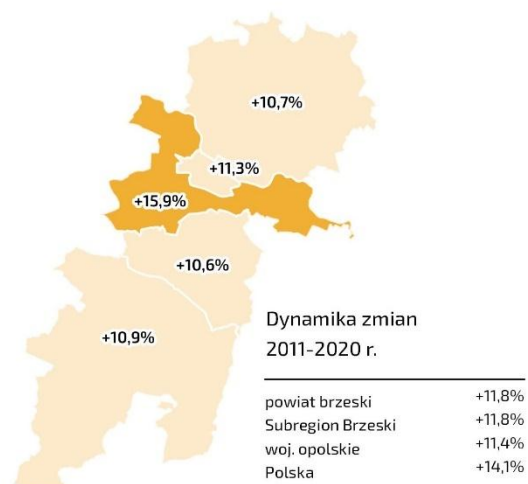 +10,7%
+11,3%
+15,9%
+10,6%
+10,9%
Dynamika zmian
2011-2020 r.
powiat brzeski +11,8%
Subregion Brzeski +11,8%
woj. opolskie +11,4%
Polska +14,1%